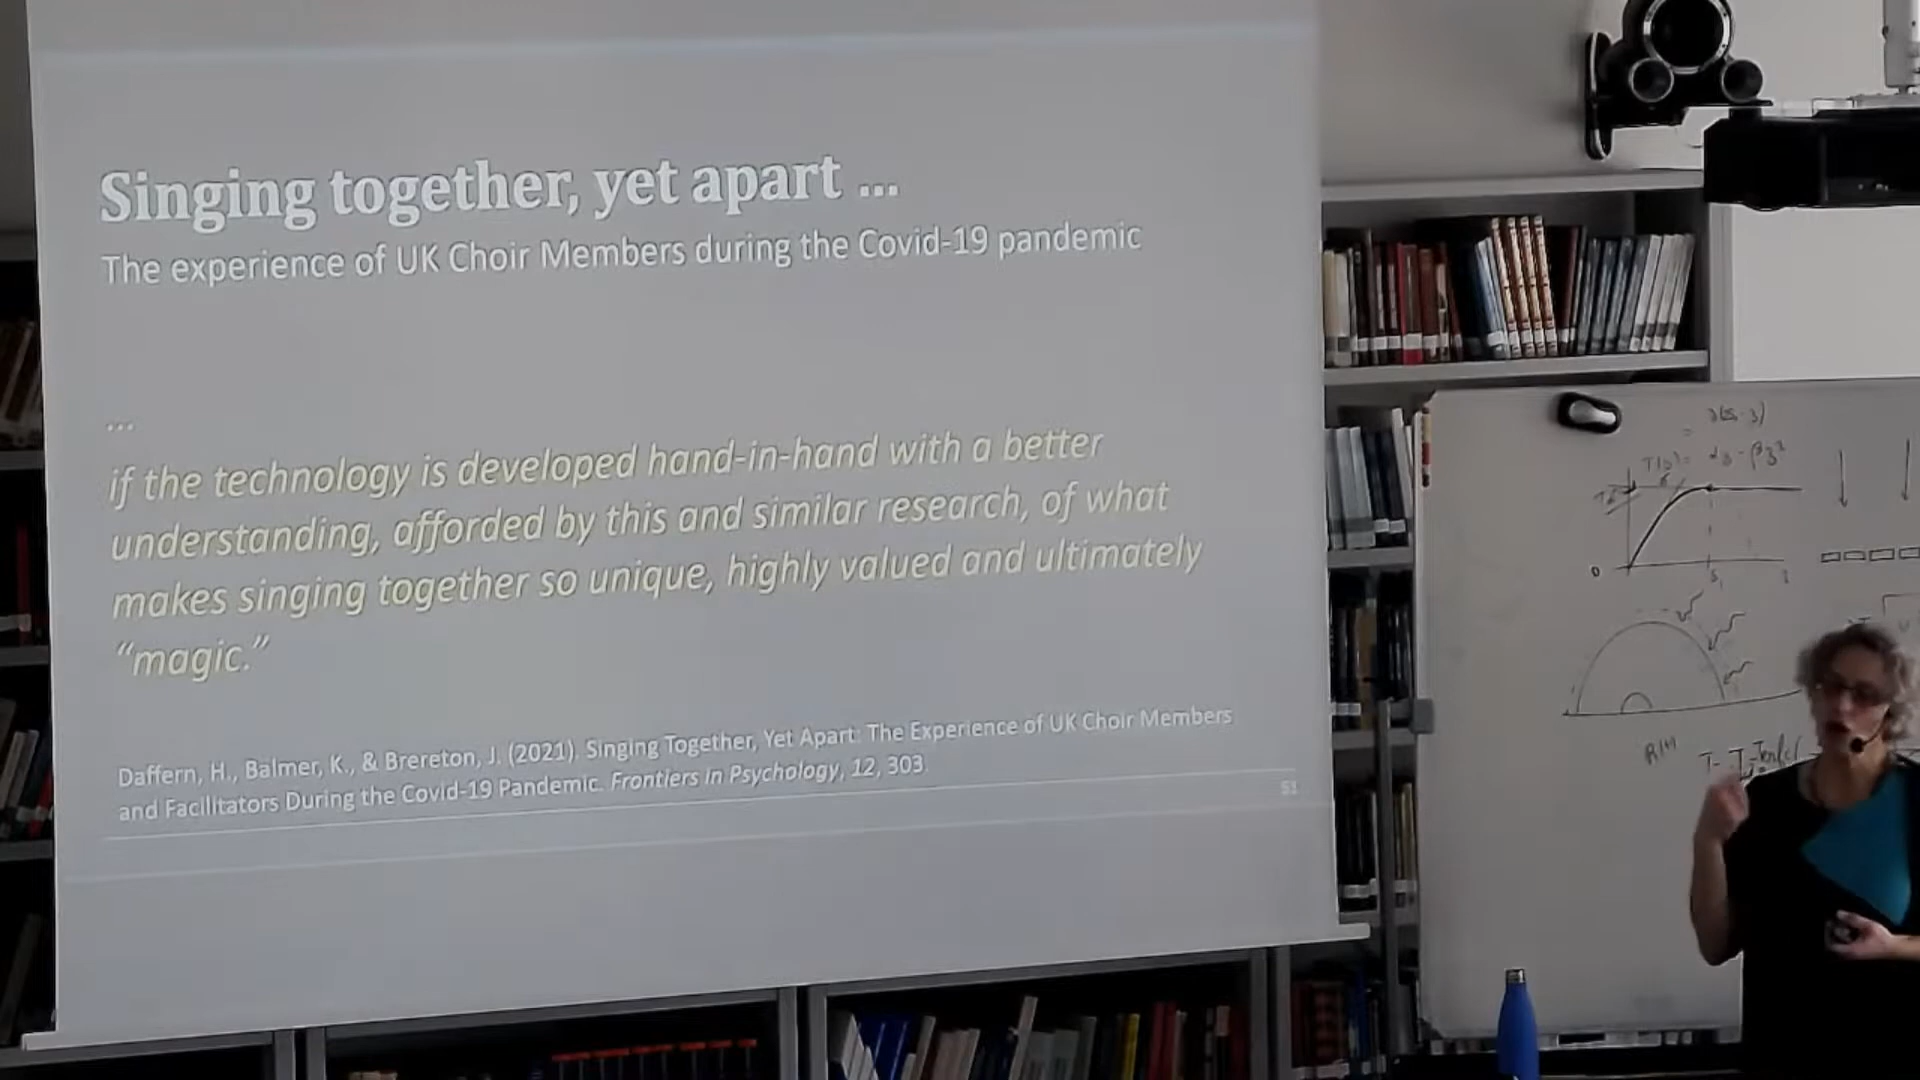 Singing together, yet apart ...
The experience of UK Choir Members during the Covid-19 pandemic
...
if the technology is developed hand-in-hand with a better
understanding, afforded by this and similar research, of what
makes singing together so unique, highly valued and ultimately
“magic.”
Daffern, H., Balmer, K., & Brereton, J. (2021). Singing Together, Yet Apart: The Experience of UK Choir Members
and Facilitators During the Covid-19 Pandemic. Frontiers in Psychology, 12, 303.
51